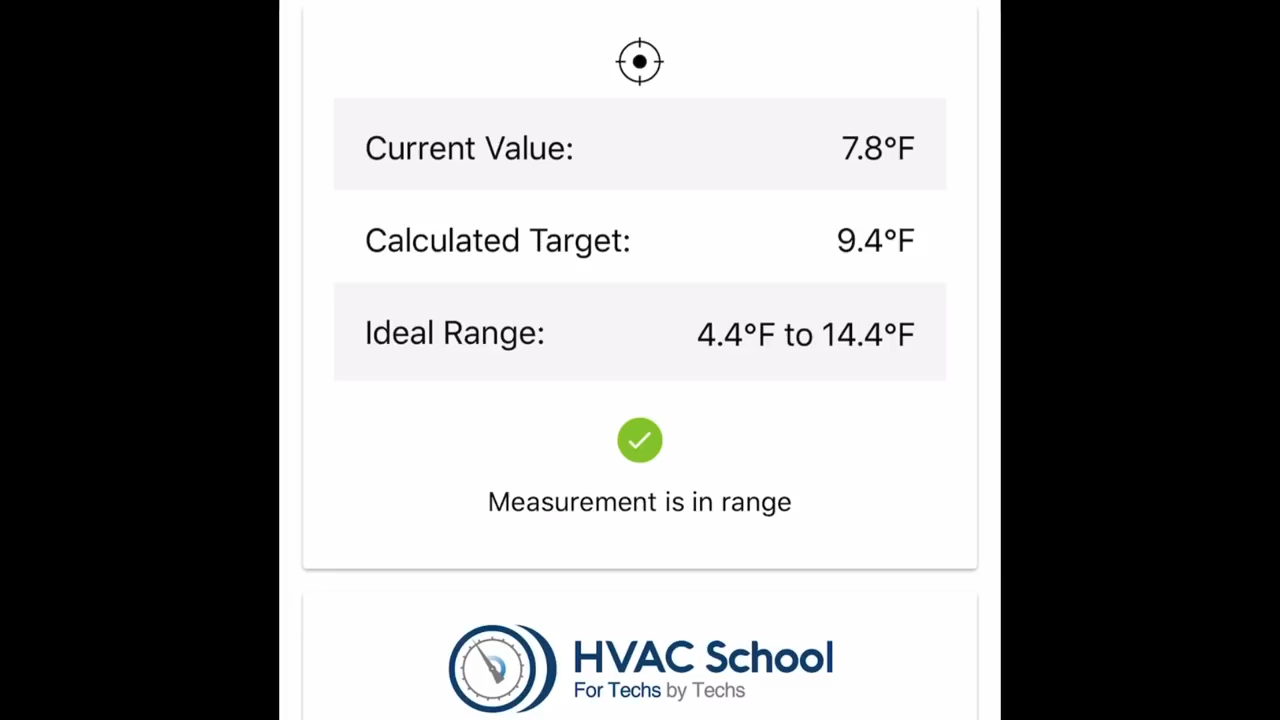 Current Value: 7.8°F
Calculated Target: 9.4°F
Ideal Range: 4.4°F to 14.4°F
Measurement is in range
HVAC School
For Techs by Techs